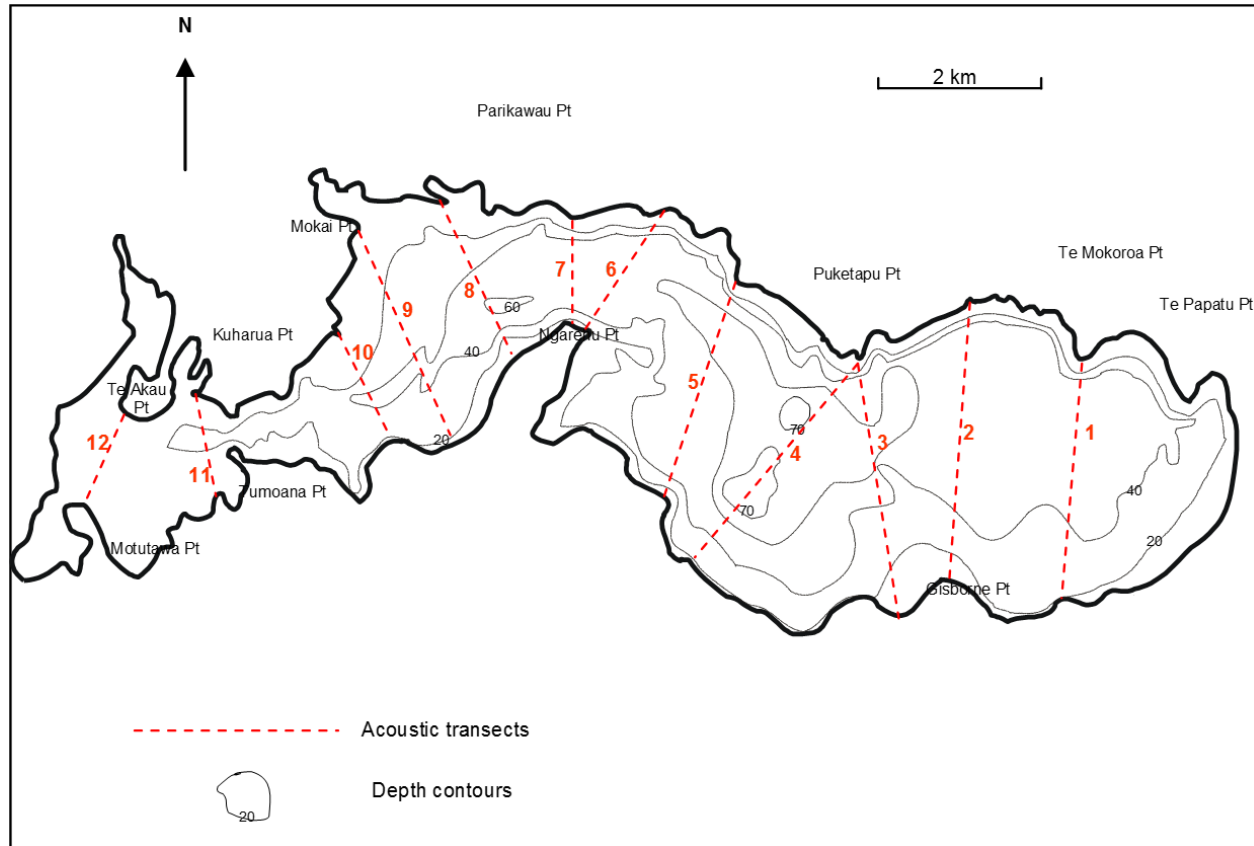 N
2 km
Parikawau Pt
Mokai Pt
Te Mokoroa Pt
Puketapu Pt
7
6
Te Papatu Pt
8
60
9
Kuharua Pt
Ngarehu Pt
10
40
5
Te Akau
Pt
70
2
1
12
20
3
4
11
Tumoana Pt
40
70
20
Motutawa Pt
Gisborne Pt
Acoustic transects
Depth contours
20